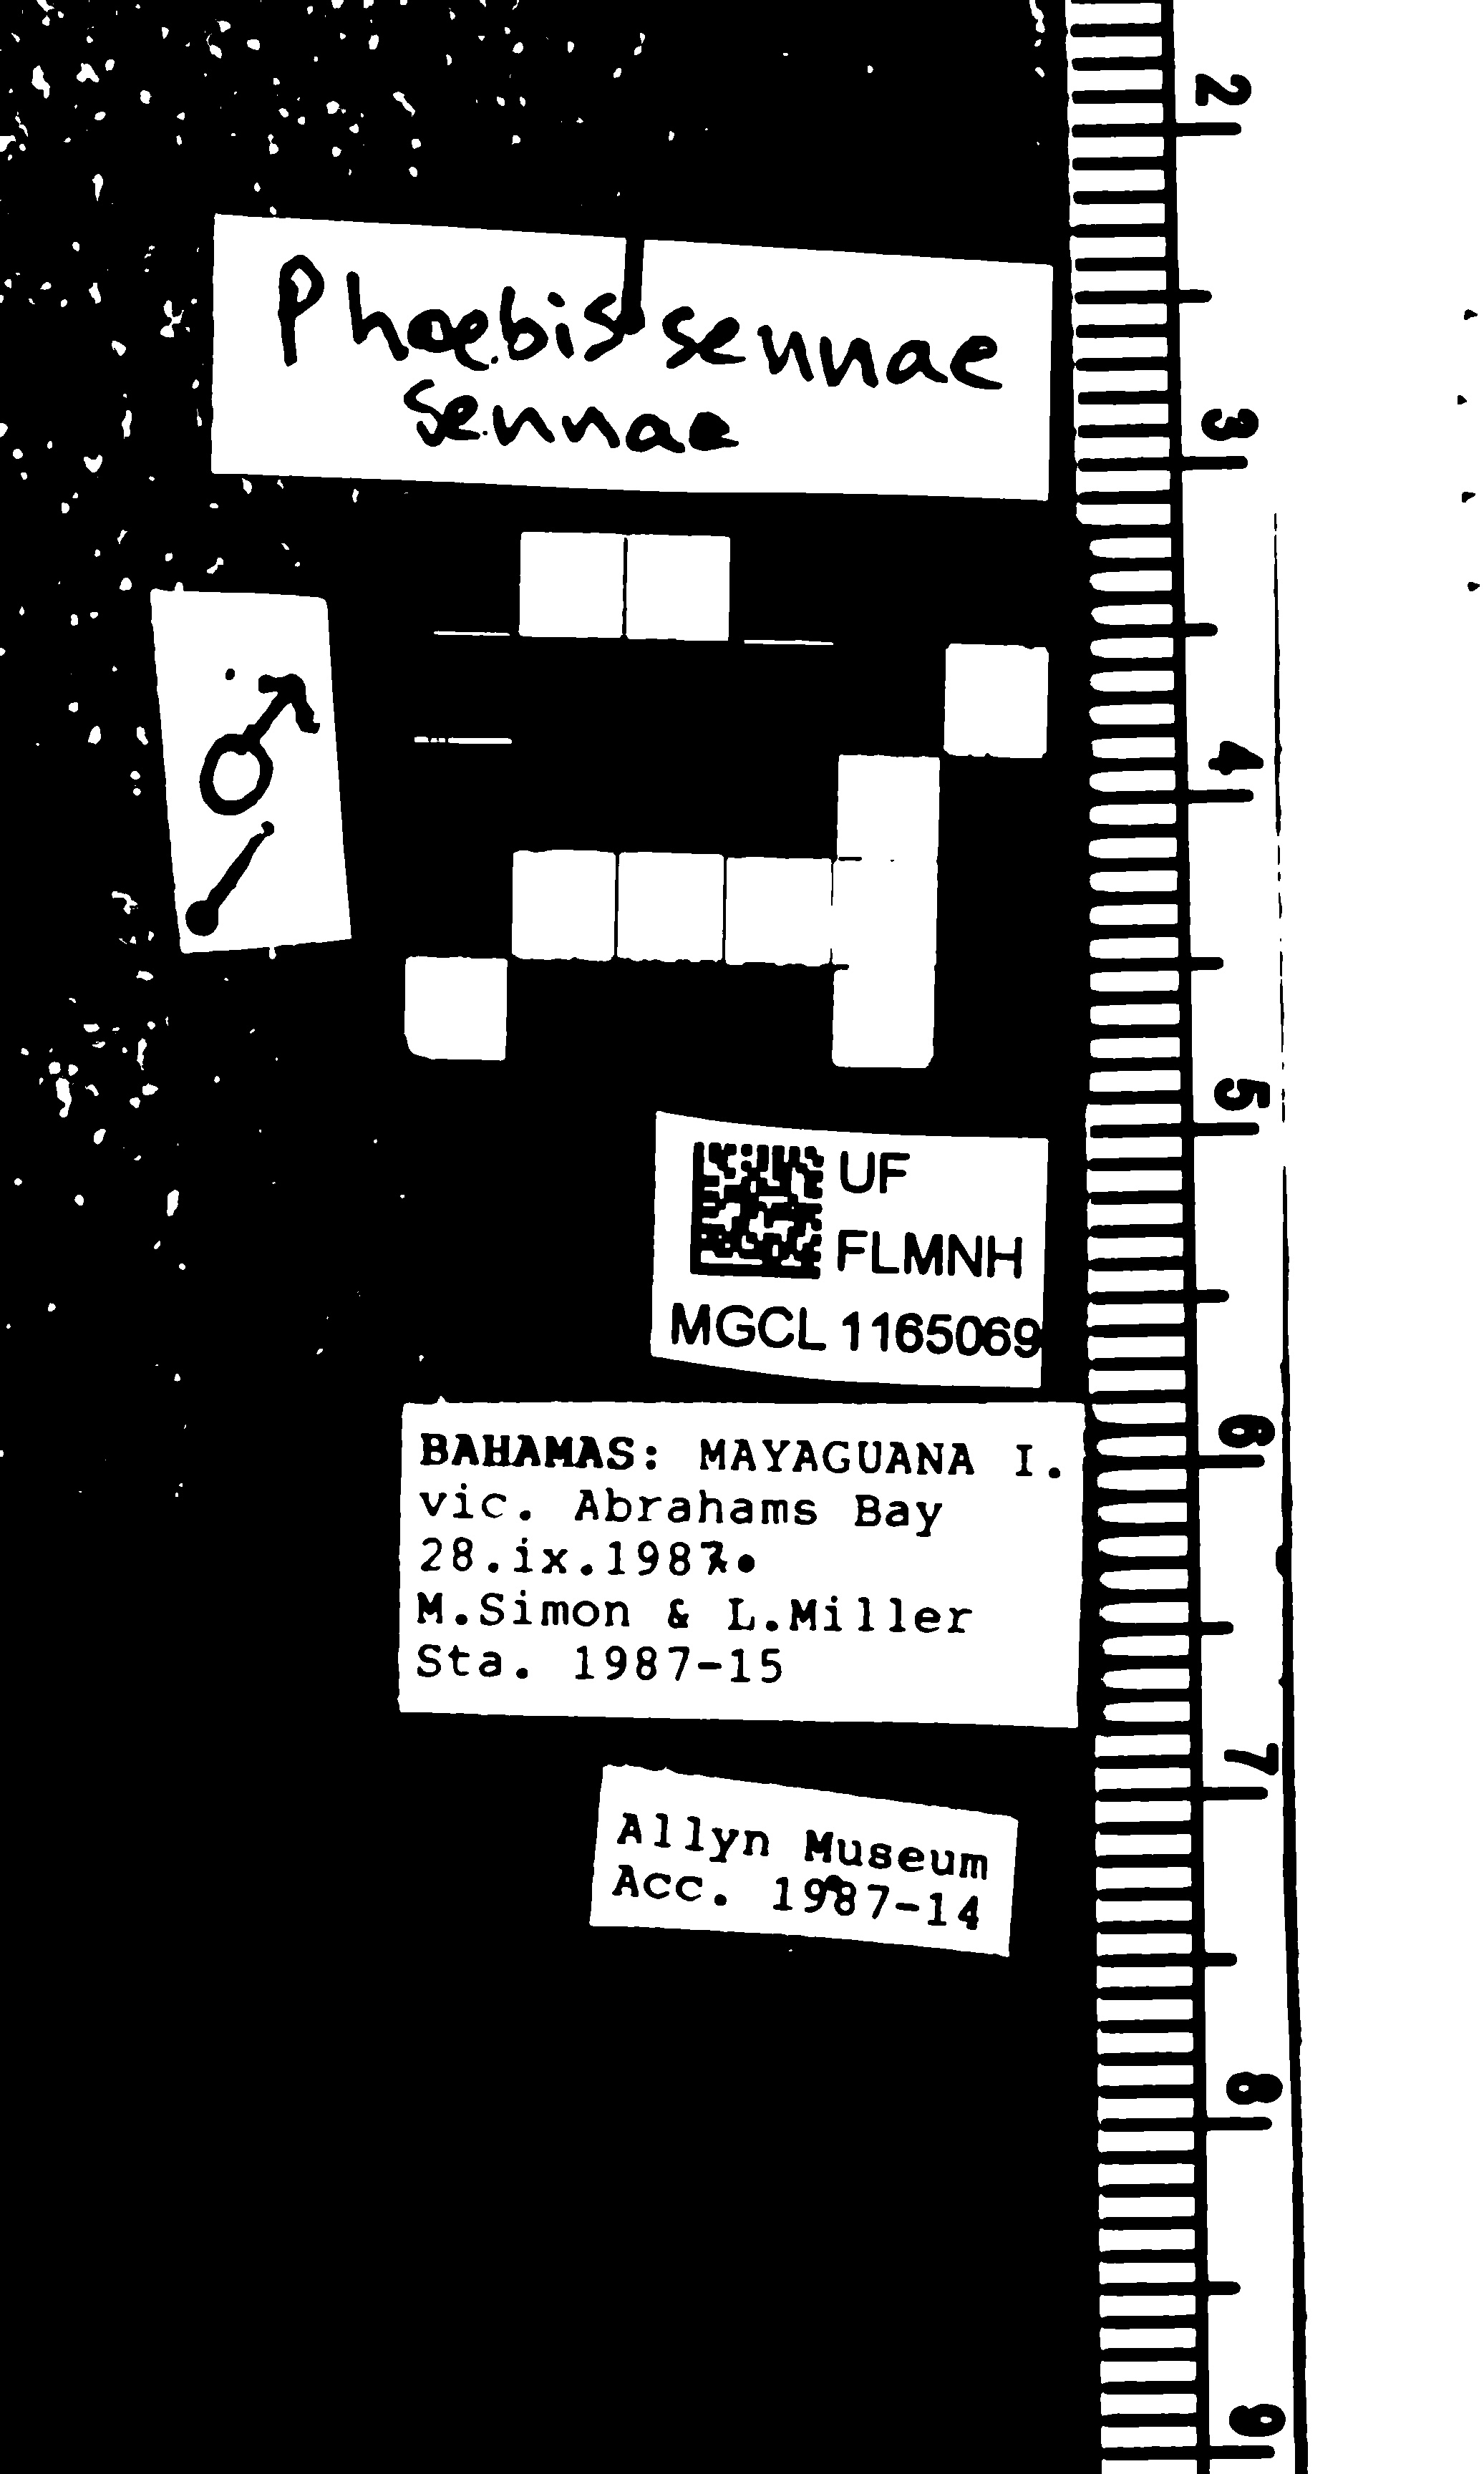 Phoebis sennae
sennae
♂
UF
FLMNH
MGCL 1165069
BAHAMAS: MAYAGUANA I.
vic. Abrahams Bay
28.ix.1987.
M.Simon & L.Miller
Sta. 1987-15
Allyn Museum
Acc. 1987-14
2
3
4
5
6
7
8
9